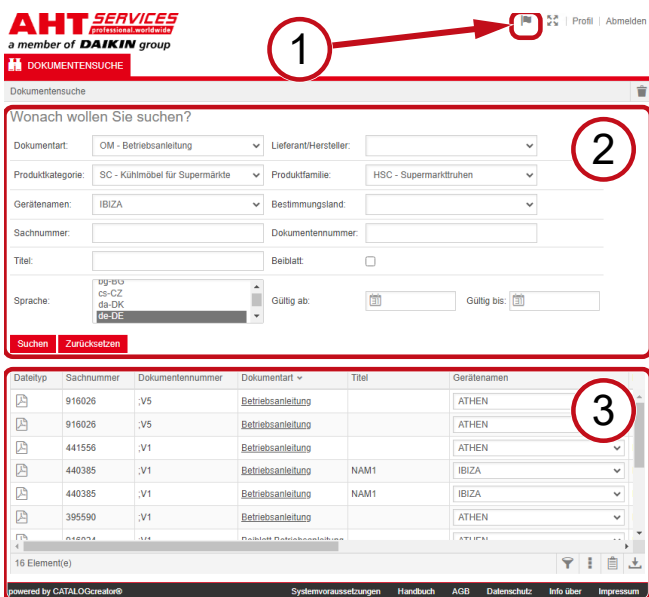 AHT SERVICES
professional.worldwide
a member of DAIKIN group
1
Profil | Abmelden
DOKUMENTENSUCHE
Dokumentensuche
Wonach wollen Sie suchen?
2
Dokumentart: OM - Betriebsanleitung Lieferant/Hersteller:
Produktkategorie: SC - Kühlmöbel für Supermärkte Produktfamilie: HSC - Supermarkttruhen
Gerätenamen: IBIZA Bestimmungsland:
Sachnummer: Dokumentennummer:
Titel: Beiblatt:
bg-BG
cs-CZ
Sprache: da-DK Gültig ab: Gültig bis:
de-DE
Suchen Zurücksetzen
Dateityp Sachnummer Dokumentennummer Dokumentart Titel Gerätenamen
916026 ;V5 Betriebsanleitung ATHEN
3
916026 ;V5 Betriebsanleitung ATHEN
441556 ;V1 Betriebsanleitung ATHEN
440385 ;V1 Betriebsanleitung NAM1 IBIZA
440385 ;V1 Betriebsanleitung NAM1 IBIZA
395590 ;V1 Betriebsanleitung ATHEN
;V1 Beiblatt Betriebsanleitung ATHEN
16 Element(e)
powered by CATALOGcreator® Systemvoraussetzungen Handbuch AGB Datenschutz Info über Impressum